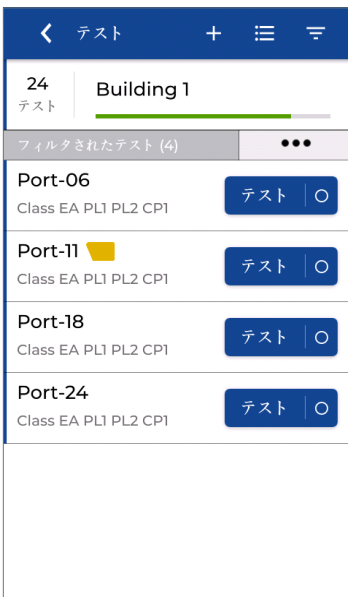 テスト
24
テスト
Building 1
フィルタされたテスト (4)
Port-06
Class EA PL1 PL2 CP1
テスト
Port-11
Class EA PL1 PL2 CP1
テスト
Port-18
Class EA PL1 PL2 CP1
テスト
Port-24
Class EA PL1 PL2 CP1
テスト